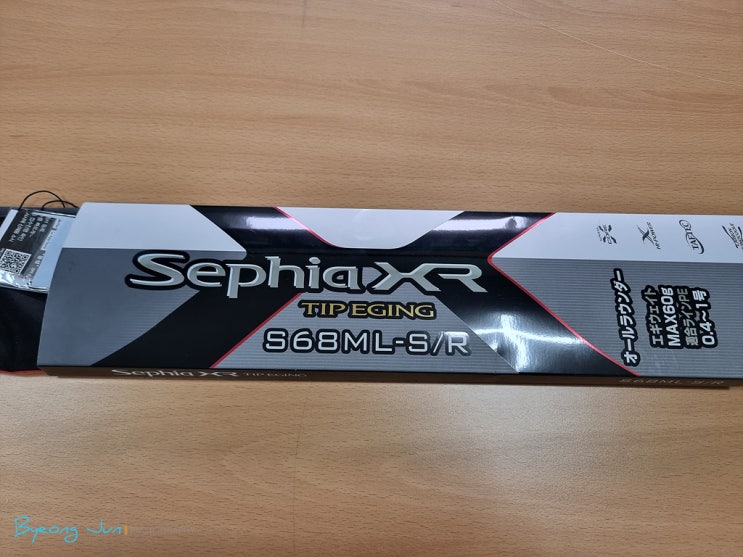 Sephia XR
TIP EGING
S68ML-S/R
オールラウンダー
エギウェイト
MAX60g
適合ラインPE
0.4~1号
Sephia XR TIP EGING
S68ML-S/R
Byeong Jun